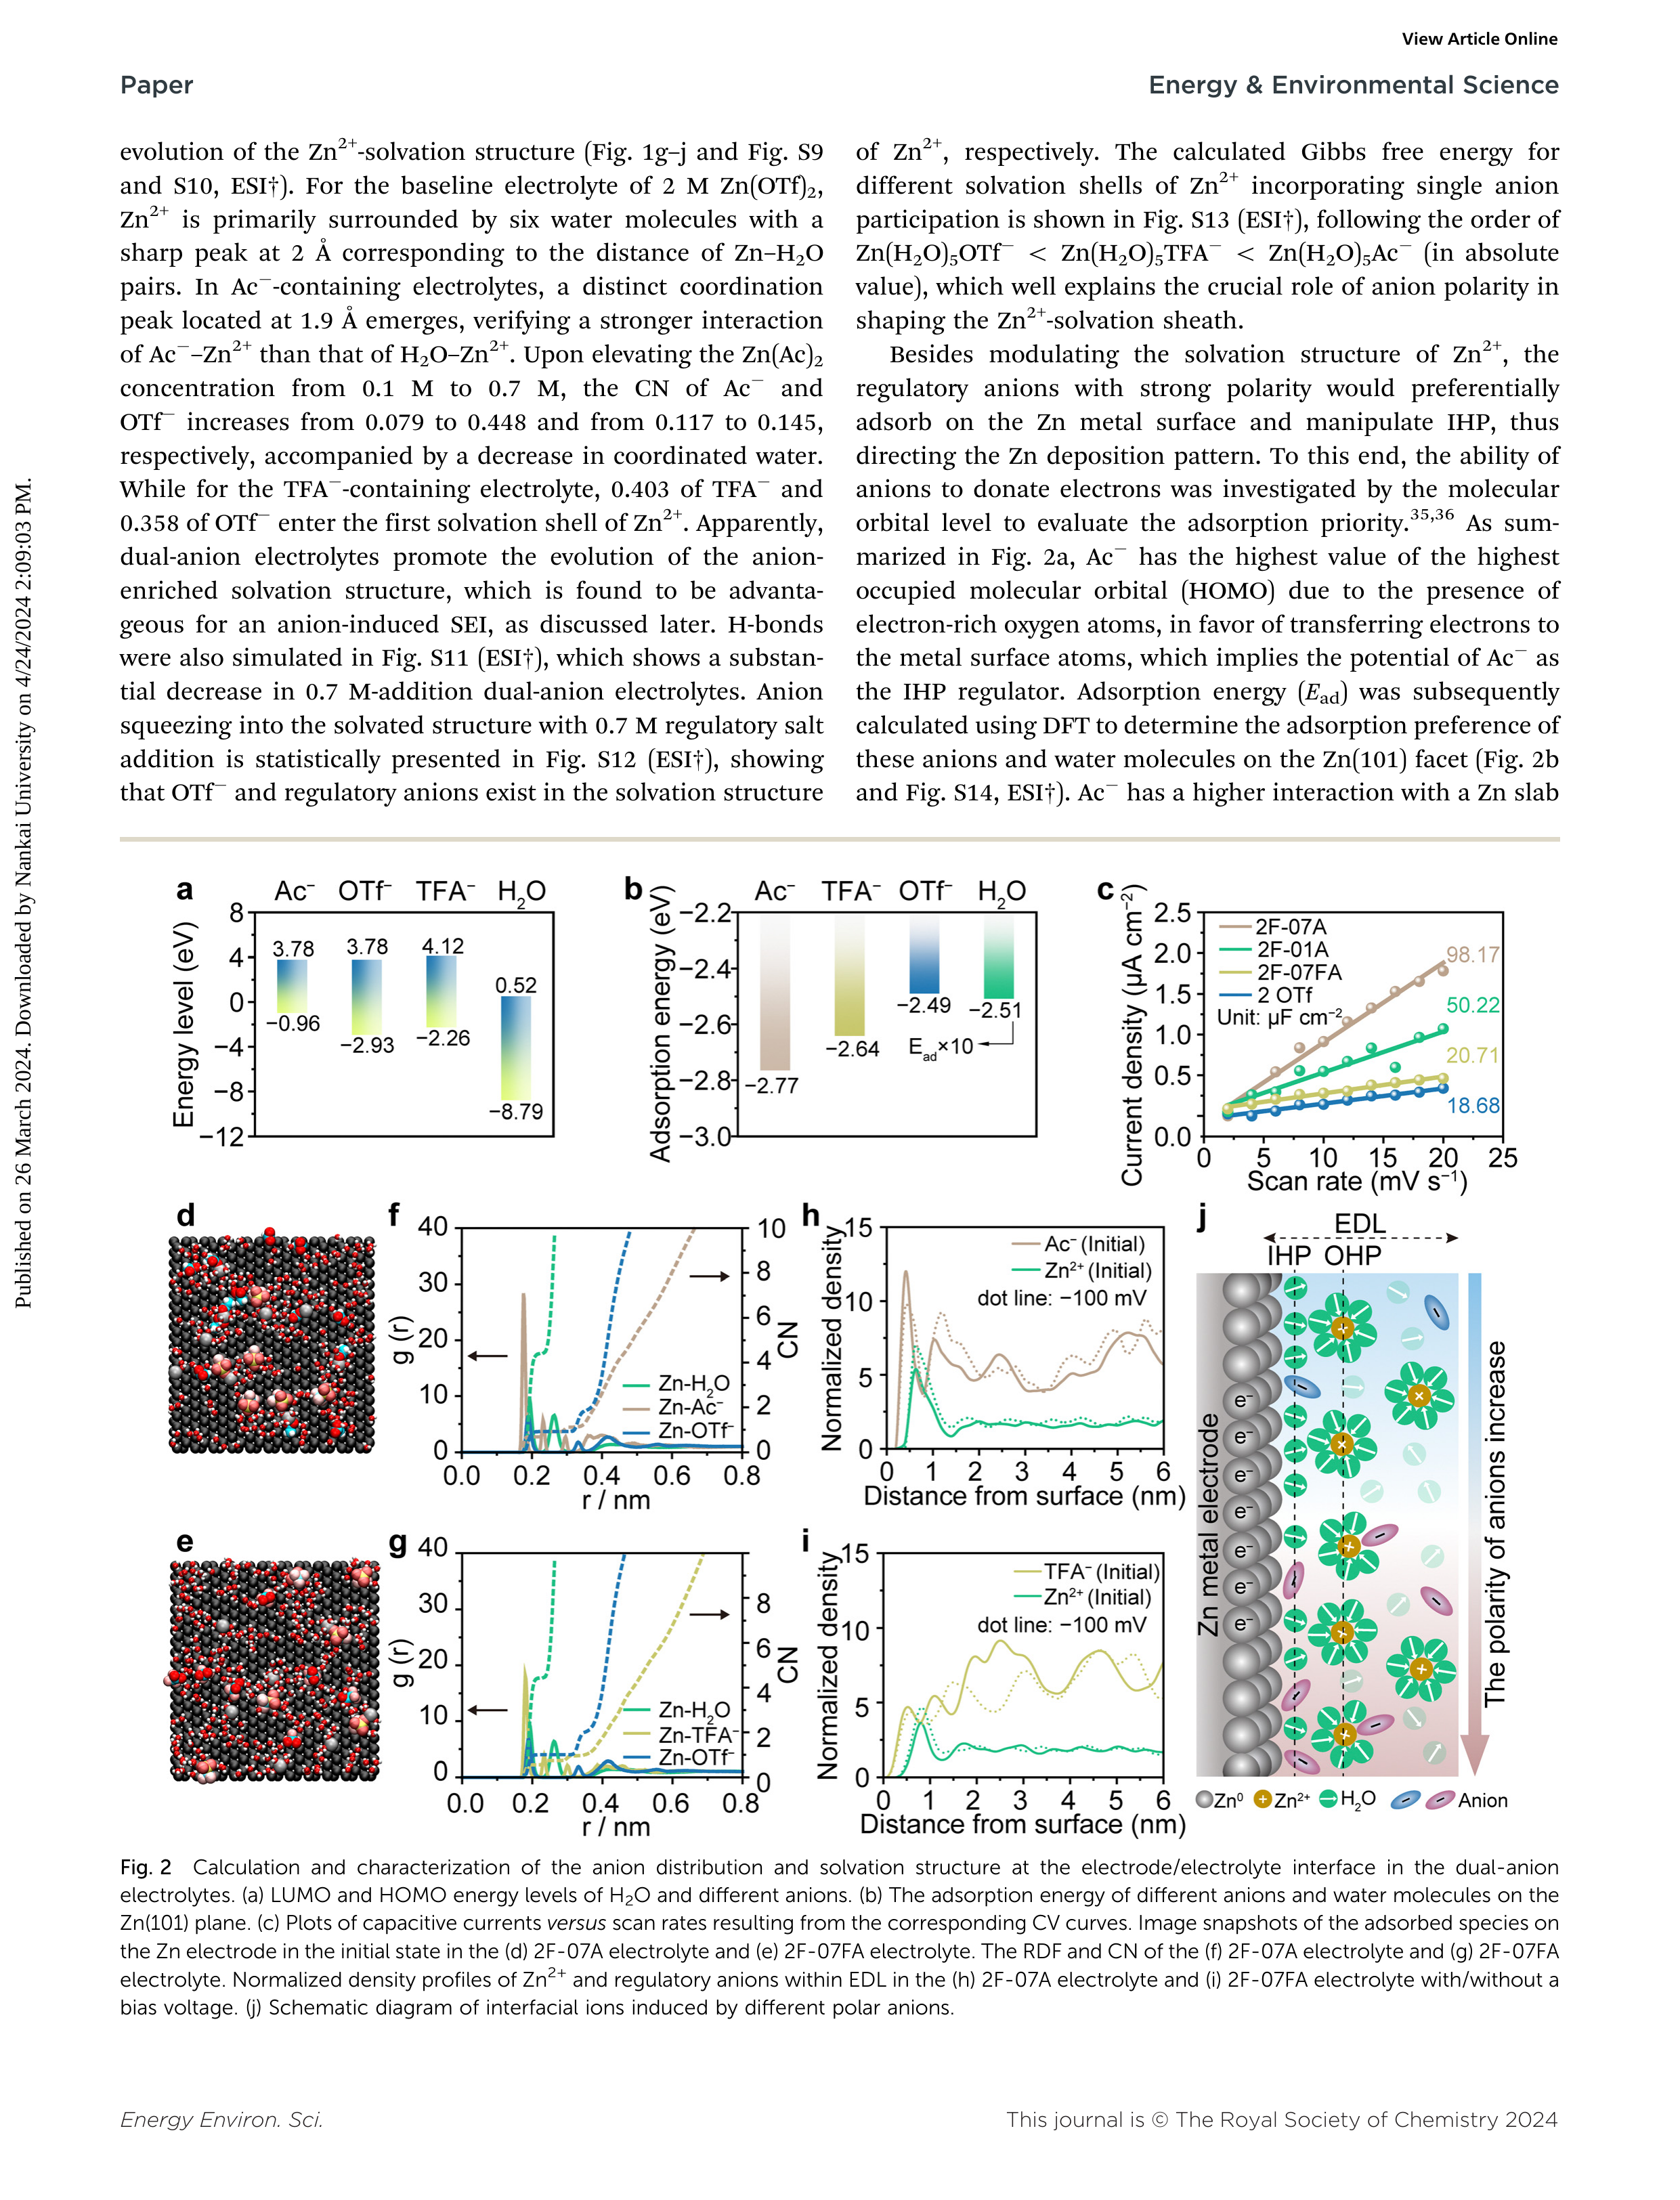 View Article Online
Paper
Energy & Environmental Science
evolution of the Zn2+-solvation structure (Fig. 1g–j and Fig. S9
and S10, ESI†). For the baseline electrolyte of 2 M Zn(OTf)2,
Zn2+ is primarily surrounded by six water molecules with a
sharp peak at 2 Å corresponding to the distance of Zn–H2O
pairs. In Ac−-containing electrolytes, a distinct coordination
peak located at 1.9 Å emerges, verifying a stronger interaction
of Ac−–Zn2+ than that of H2O–Zn2+. Upon elevating the Zn(Ac)2
concentration from 0.1 M to 0.7 M, the CN of Ac− and
OTf− increases from 0.079 to 0.448 and from 0.117 to 0.145,
respectively, accompanied by a decrease in coordinated water.
While for the TFA−-containing electrolyte, 0.403 of TFA− and
0.358 of OTf− enter the first solvation shell of Zn2+. Apparently,
dual-anion electrolytes promote the evolution of the anion-
enriched solvation structure, which is found to be advanta-
geous for an anion-induced SEI, as discussed later. H-bonds
were also simulated in Fig. S11 (ESI†), which shows a substan-
tial decrease in 0.7 M-addition dual-anion electrolytes. Anion
squeezing into the solvated structure with 0.7 M regulatory salt
addition is statistically presented in Fig. S12 (ESI†), showing
that OTf− and regulatory anions exist in the solvation structure
of Zn2+, respectively. The calculated Gibbs free energy for
different solvation shells of Zn2+ incorporating single anion
participation is shown in Fig. S13 (ESI†), following the order of
Zn(H2O)5OTf− < Zn(H2O)5TFA− < Zn(H2O)5Ac− (in absolute
value), which well explains the crucial role of anion polarity in
shaping the Zn2+-solvation sheath.
Besides modulating the solvation structure of Zn2+, the
regulatory anions with strong polarity would preferentially
adsorb on the Zn metal surface and manipulate IHP, thus
directing the Zn deposition pattern. To this end, the ability of
anions to donate electrons was investigated by the molecular
orbital level to evaluate the adsorption priority.35,36 As sum-
marized in Fig. 2a, Ac− has the highest value of the highest
occupied molecular orbital (HOMO) due to the presence of
electron-rich oxygen atoms, in favor of transferring electrons to
the metal surface atoms, which implies the potential of Ac− as
the IHP regulator. Adsorption energy (Ead) was subsequently
calculated using DFT to determine the adsorption preference of
these anions and water molecules on the Zn(101) facet (Fig. 2b
and Fig. S14, ESI†). Ac− has a higher interaction with a Zn slab
Published on 26 March 2024. Downloaded by Nankai University on 4/24/2024 2:09:03 PM.
a
Ac− OTf− TFA− H2O
Energy level (eV)
8
4
0
−4
−8
−12
3.78
3.78
4.12
0.52
−0.96
−2.93
−2.26
−8.79
b
Ac− TFA− OTf− H2O
Adsorption energy (eV)
−2.2
−2.4
−2.6
−2.8
−3.0
−2.77
−2.64
−2.49
−2.51
Ead×10
c
Current density (μA cm−2)
2.5
2.0
1.5
1.0
0.5
0.0
2F-07A
2F-01A
2F-07FA
2 OTf
Unit: μF cm−2
98.17
50.22
20.71
18.68
0 5 10 15 20 25
Scan rate (mV s−1)
d
f
g (r)
40
30
20
10
0
10
8
6
4
2
0
CN
Zn-H2O
Zn-Ac−
Zn-OTf−
0.0 0.2 0.4 0.6 0.8
r / nm
h
Normalized density
15
10
5
0
Ac− (Initial)
Zn2+ (Initial)
dot line: −100 mV
0 1 2 3 4 5 6
Distance from surface (nm)
j
EDL
IHP OHP
Zn metal electrode
e−
e−
e−
e−
e−
e−
e−
The polarity of anions increase
Zn0 Zn2+ H2O Anion
e
g
g (r)
40
30
20
10
0
8
6
4
2
0
CN
Zn-H2O
Zn-TFA−
Zn-OTf−
0.0 0.2 0.4 0.6 0.8
r / nm
i
Normalized density
15
10
5
0
TFA− (Initial)
Zn2+ (Initial)
dot line: −100 mV
0 1 2 3 4 5 6
Distance from surface (nm)
Fig. 2 Calculation and characterization of the anion distribution and solvation structure at the electrode/electrolyte interface in the dual-anion
electrolytes. (a) LUMO and HOMO energy levels of H2O and different anions. (b) The adsorption energy of different anions and water molecules on the
Zn(101) plane. (c) Plots of capacitive currents versus scan rates resulting from the corresponding CV curves. Image snapshots of the adsorbed species on
the Zn electrode in the initial state in the (d) 2F-07A electrolyte and (e) 2F-07FA electrolyte. The RDF and CN of the (f) 2F-07A electrolyte and (g) 2F-07FA
electrolyte. Normalized density profiles of Zn2+ and regulatory anions within EDL in the (h) 2F-07A electrolyte and (i) 2F-07FA electrolyte with/without a
bias voltage. (j) Schematic diagram of interfacial ions induced by different polar anions.
Energy Environ. Sci.
This journal is © The Royal Society of Chemistry 2024